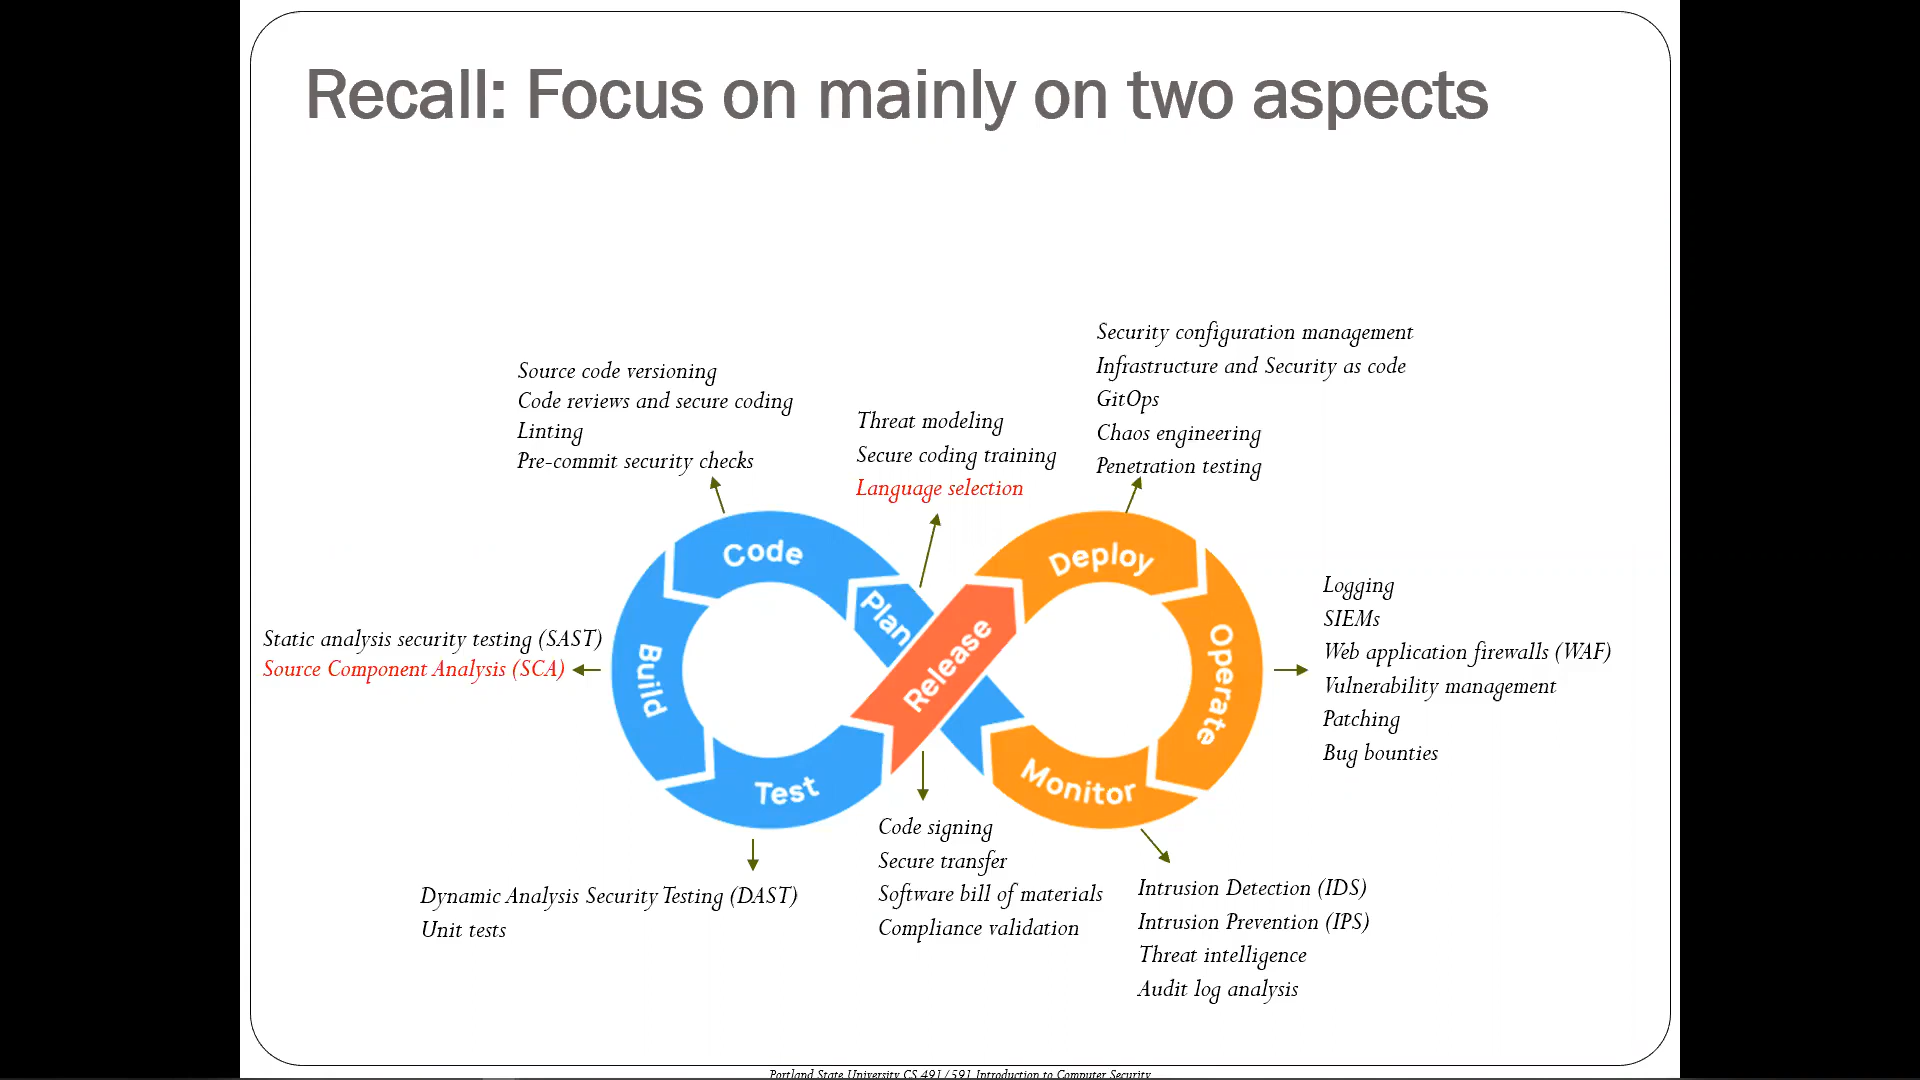 Recall: Focus on mainly on two aspects
Security configuration management
Infrastructure and Security as code
GitOps
Chaos engineering
Penetration testing
Source code versioning
Code reviews and secure coding
Linting
Pre-commit security checks
Threat modeling
Secure coding training
Language selection
Code
Plan
Release
Deploy
Operate
Monitor
Build
Test
Static analysis security testing (SAST)
Source Component Analysis (SCA)
Logging
SIEMs
Web application firewalls (WAF)
Vulnerability management
Patching
Bug bounties
Dynamic Analysis Security Testing (DAST)
Unit tests
Code signing
Secure transfer
Software bill of materials
Compliance validation
Intrusion Detection (IDS)
Intrusion Prevention (IPS)
Threat intelligence
Audit log analysis
Portland State University CS 491/591 Introduction to Computer Security